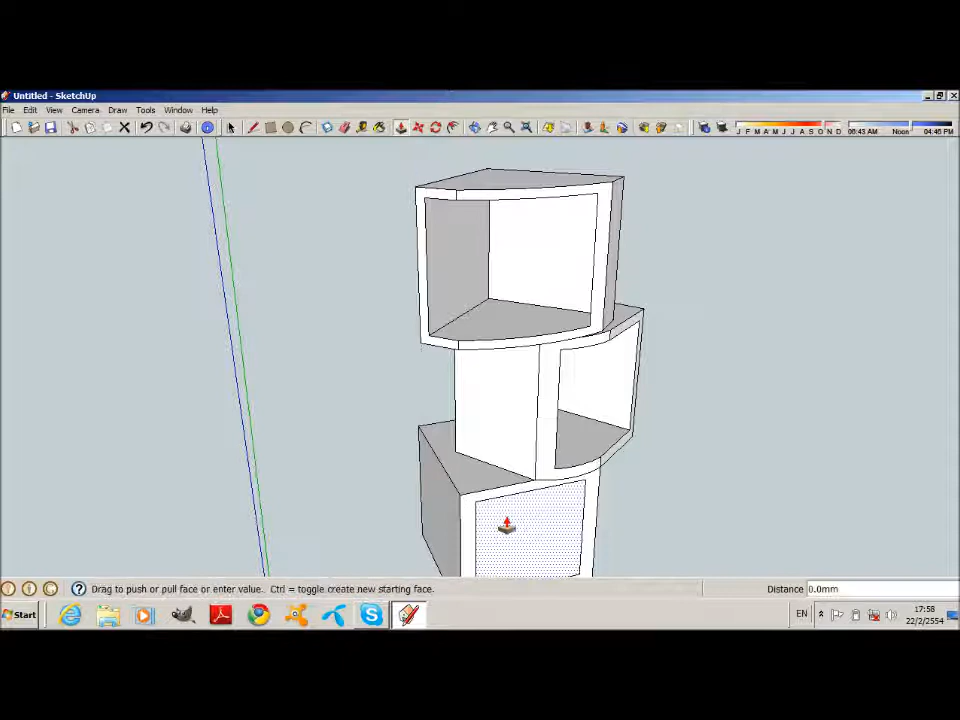 Untitled - SketchUp
File Edit View Camera Draw Tools Window Help
J F M A M J J A S O N D 06:43 AM Noon 04:46 PM
Drag to push or pull face or enter value. Ctrl = toggle create new starting face. Distance 0.0mm
Start EN 17:58
22/2/2554